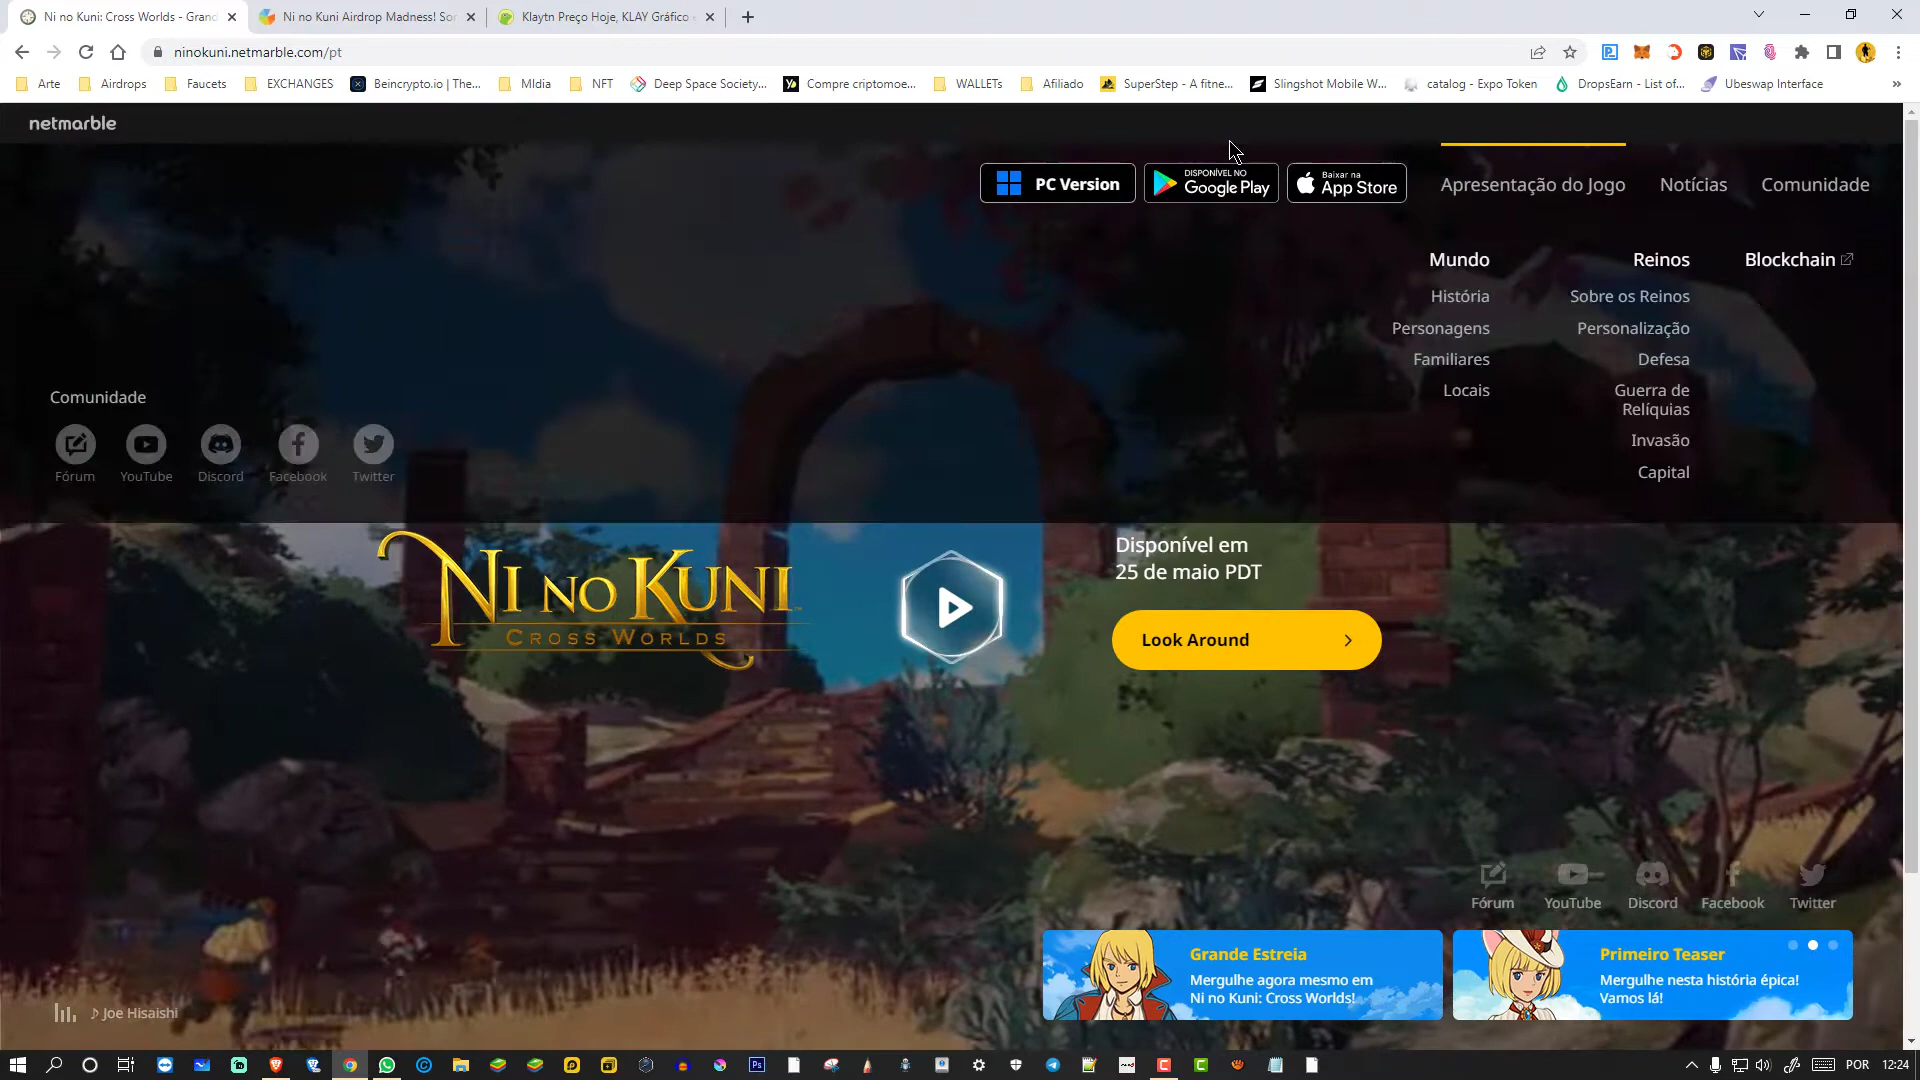 Ni no Kuni: Cross Worlds - Grand
Ni no Kuni Airdrop Madness! Sor
Klaytn Preço Hoje, KLAY Gráfico e
ninokuni.netmarble.com/pt
Arte
Airdrops
Faucets
EXCHANGES
Beincrypto.io | The...
MIdia
NFT
Deep Space Society...
Compre criptomoe...
WALLETs
Afiliado
SuperStep - A fitne...
Slingshot Mobile W...
catalog - Expo Token
DropsEarn - List of...
Ubeswap Interface
»
netmarble
PC Version
DISPONÍVEL NO
Google Play
Baixar na
App Store
Apresentação do Jogo
Notícias
Comunidade
Mundo
História
Personagens
Familiares
Locais
Reinos
Sobre os Reinos
Personalização
Defesa
Guerra de
Relíquias
Invasão
Capital
Blockchain
Comunidade
Fórum
YouTube
Discord
Facebook
Twitter
NI NO KUNI
CROSS WORLDS
Disponível em
25 de maio PDT
Look Around
Fórum
YouTube
Discord
Facebook
Twitter
Grande Estreia
Mergulhe agora mesmo em
Ni no Kuni: Cross Worlds!
Primeiro Teaser
Mergulhe nesta história épica!
Vamos lá!
♪ Joe Hisaishi
Ps
POR
12:24